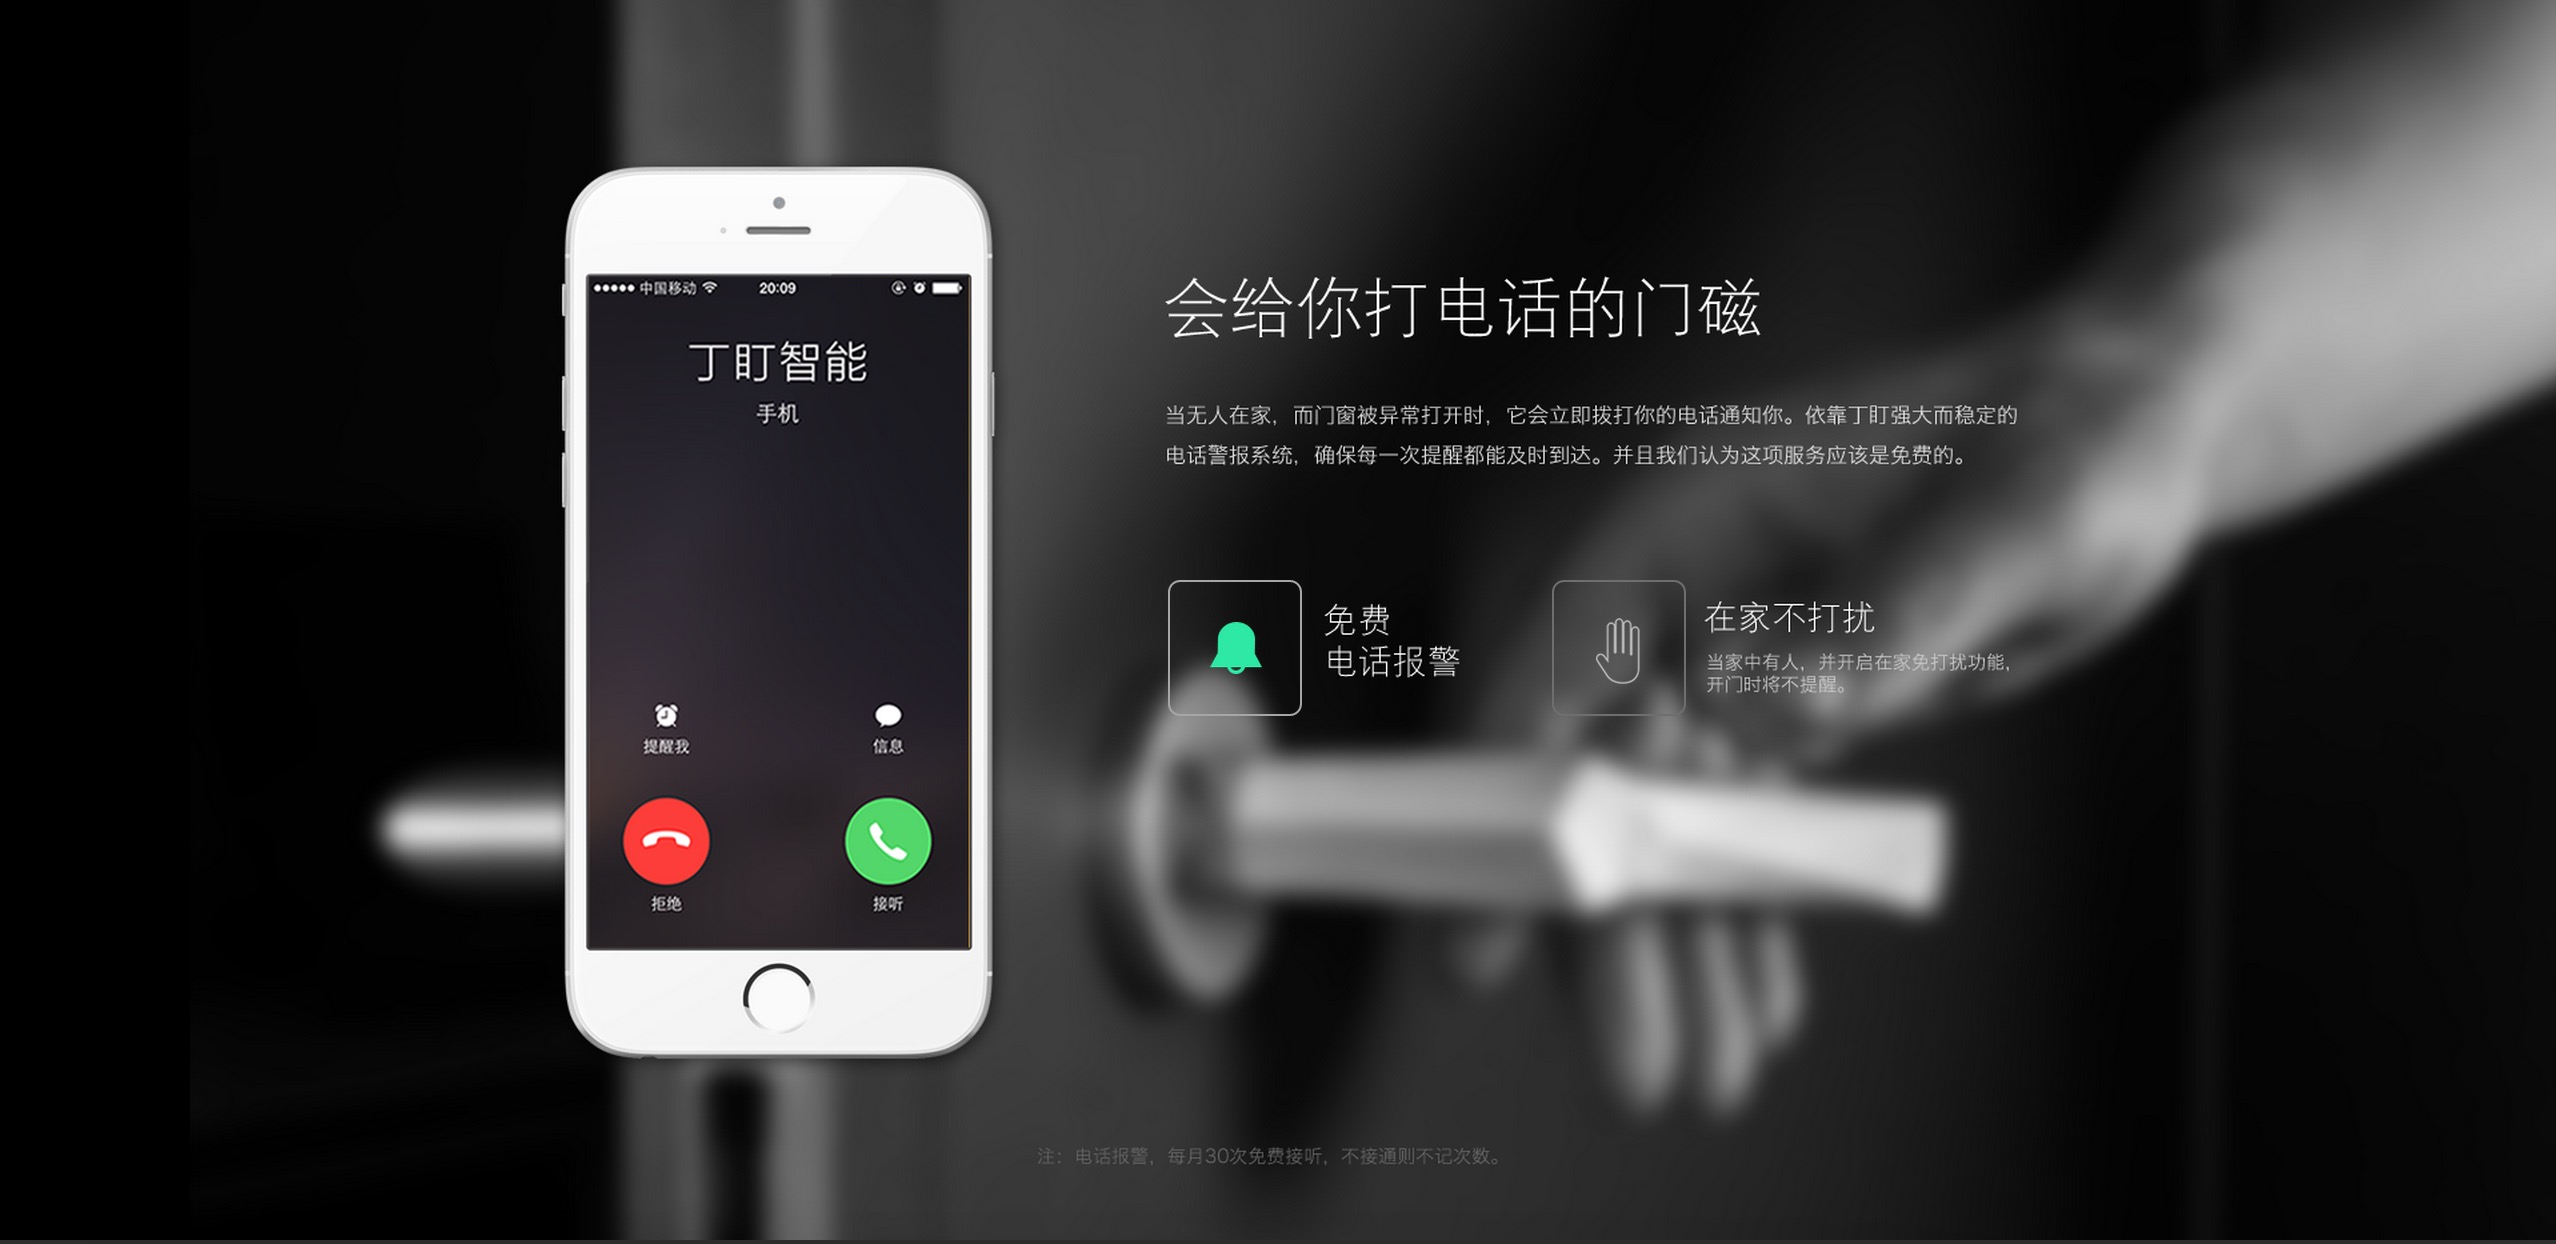 中国移动 20:09
丁盯智能
手机
提醒我 信息
拒绝 接听
会给你打电话的门磁
当无人在家，而门窗被异常打开时，它会立即拨打你的电话通知你。依靠丁盯强大而稳定的
电话警报系统，确保每一次提醒都能及时到达。并且我们认为这项服务应该是免费的。
免费
电话报警
在家不打扰
当家中有人，并开启在家免打扰功能，
开门时将不提醒。
注：电话报警，每月30次免费接听，不接通则不记次数。